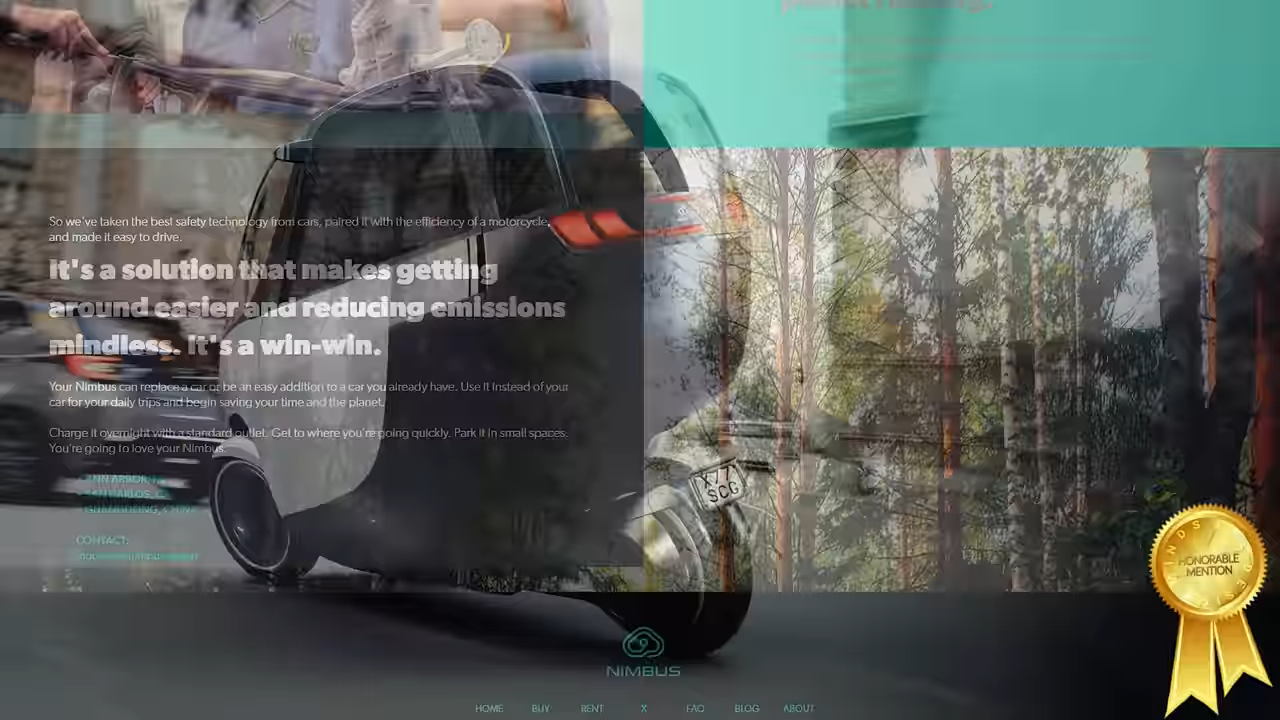 So we've taken the best safety technology from cars, paired it with the efficiency of a motorcycle,
and made it easy to drive.
It's a solution that makes getting
around easier and reducing emissions
mindless. It's a win-win.
Your Nimbus can replace a car or be an easy addition to a car you already have. Use it instead of your
car for your daily trips and begin saving your time and the planet.
Charge it overnight with a standard outlet. Get to where you're going quickly. Park it in small spaces.
You're going to love your Nimbus.
ANN ARBOR,
CONTACT:
X77
SCG
HONORABLE
MENTION
NIMBUS
HOME BUY RENT X FAQ BLOG ABOUT